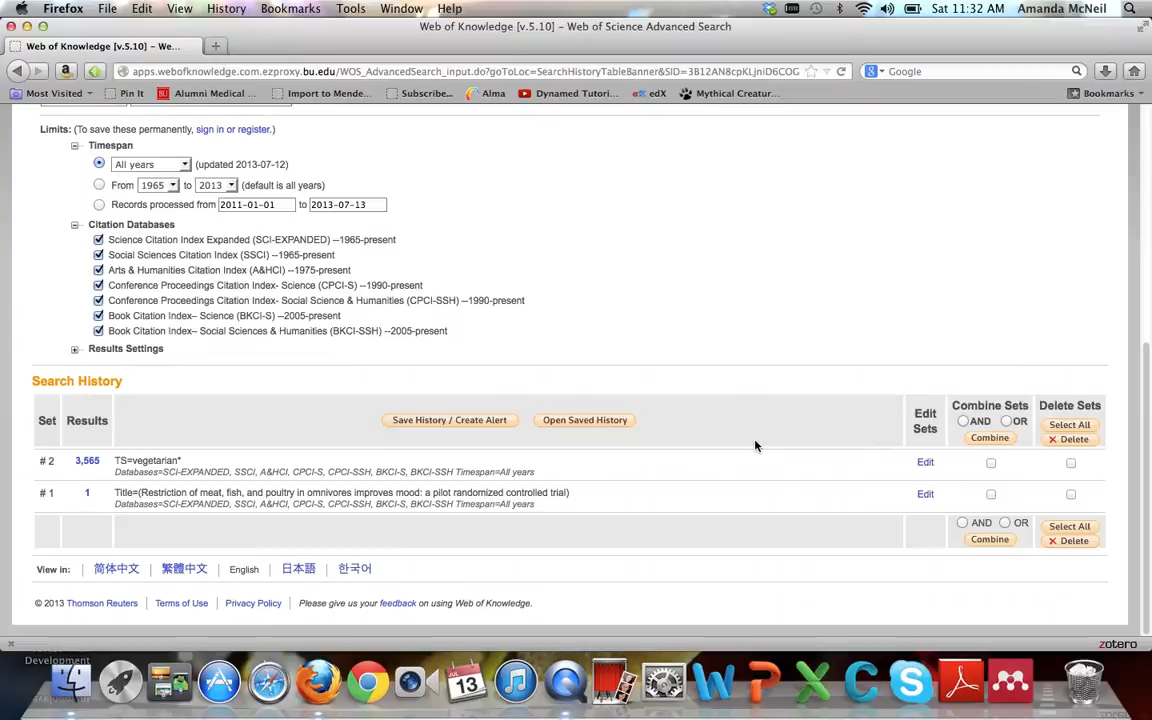 Firefox File Edit View History Bookmarks Tools Window Help Sat 11:32 AM Amanda McNeil
Web of Knowledge [v.5.10] – Web of Science Advanced Search
Web of Knowledge [v.5.10] – We...
apps.webofknowledge.com.ezproxy.bu.edu/WOS_AdvancedSearch_input.do?goToLoc=SearchHistoryTableBanner&SID=3B12AN8cpKLjniD6COG Google
Most Visited Pin It Alumni Medical ... Import to Mende... Subscribe... Alma Dynamed Tutori... edX Mythical Creatur... Bookmarks
Limits: (To save these permanently, sign in or register.)
Timespan
All years (updated 2013-07-12)
From 1965 to 2013 (default is all years)
Records processed from 2011-01-01 to 2013-07-13
Citation Databases
Science Citation Index Expanded (SCI-EXPANDED) --1965-present
Social Sciences Citation Index (SSCI) --1965-present
Arts & Humanities Citation Index (A&HCI) --1975-present
Conference Proceedings Citation Index- Science (CPCI-S) --1990-present
Conference Proceedings Citation Index- Social Science & Humanities (CPCI-SSH) --1990-present
Book Citation Index– Science (BKCI-S) --2005-present
Book Citation Index– Social Sciences & Humanities (BKCI-SSH) --2005-present
Results Settings
Search History
Set Results Save History / Create Alert Open Saved History Edit Sets Combine Sets AND OR Combine Delete Sets Select All Delete
# 2 3,565 TS=vegetarian* Edit
Databases=SCI-EXPANDED, SSCI, A&HCI, CPCI-S, CPCI-SSH, BKCI-S, BKCI-SSH Timespan=All years
# 1 1 Title=(Restriction of meat, fish, and poultry in omnivores improves mood: a pilot randomized controlled trial) Edit
Databases=SCI-EXPANDED, SSCI, A&HCI, CPCI-S, CPCI-SSH, BKCI-S, BKCI-SSH Timespan=All years
AND OR Select All
Combine Delete
View in: 简体中文 繁體中文 English 日本語 한국어
© 2013 Thomson Reuters Terms of Use Privacy Policy Please give us your feedback on using Web of Knowledge.
zotero
Development
JUL
13